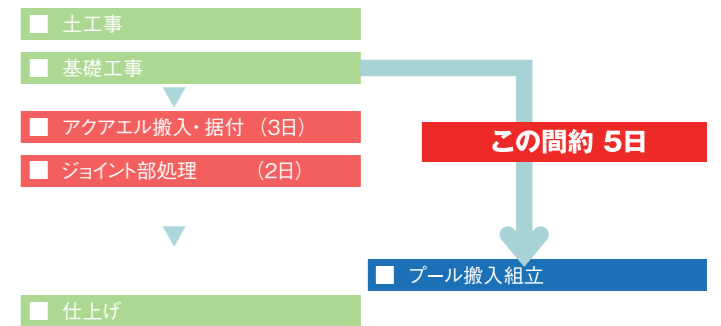 土工事
基礎工事
アクアエル搬入・据付（3日）
ジョイント部処理（2日）
この間約 5日
プール搬入組立
仕上げ